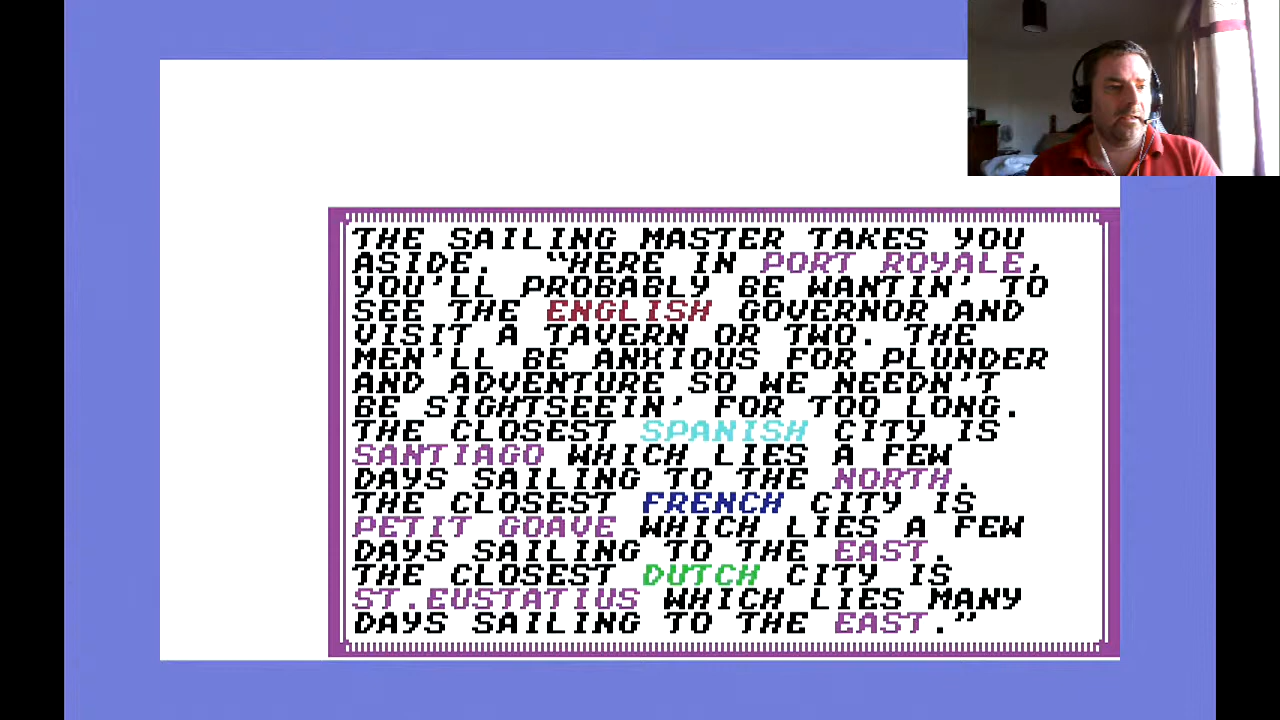 THE SAILING MASTER TAKES YOU
ASIDE. "HERE IN PORT ROYALE,
YOU'LL PROBABLY BE WANTIN' TO
SEE THE ENGLISH GOVERNOR AND
VISIT A TAVERN OR TWO. THE
MEN'LL BE ANXIOUS FOR PLUNDER
AND ADVENTURE SO WE NEEDN'T
BE SIGHTSEEIN' FOR TOO LONG.
THE CLOSEST SPANISH CITY IS
SANTIAGO WHICH LIES A FEW
DAYS SAILING TO THE NORTH.
THE CLOSEST FRENCH CITY IS
PETIT GOAVE WHICH LIES A FEW
DAYS SAILING TO THE EAST.
THE CLOSEST DUTCH CITY IS
ST.EUSTATIUS WHICH LIES MANY
DAYS SAILING TO THE EAST."